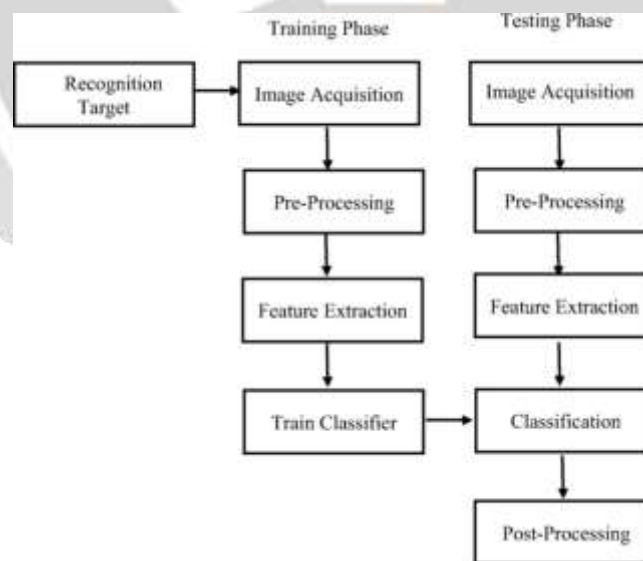 Training Phase
Testing Phase
Recognition
Target
Image Acquisition
Image Acquisition
Pre-Processing
Pre-Processing
Feature Extraction
Feature Extraction
Train Classifier
Classification
Post-Processing